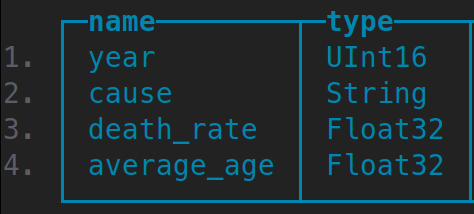 name type
1. year UInt16
2. cause String
3. death_rate Float32
4. average_age Float32